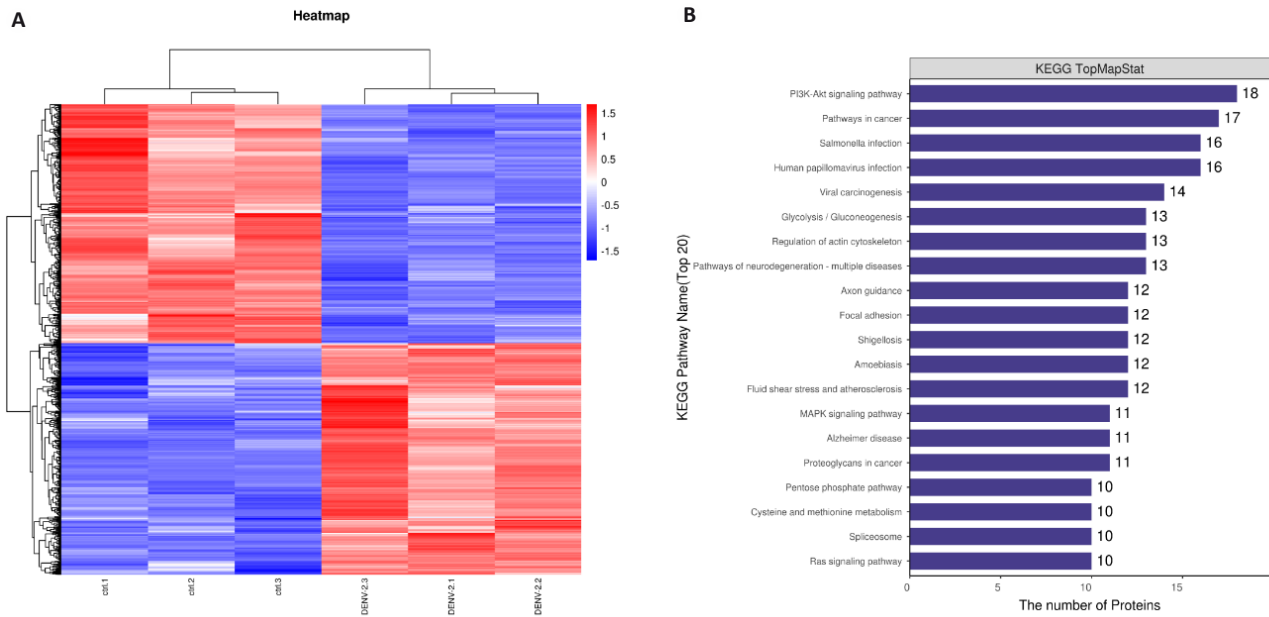 A
Heatmap
1.5
1
0.5
0
-0.5
-1
-1.5
ctrl.1
ctrl.2
ctrl.3
DENV-2.3
DENV-2.1
DENV-2.2
B
KEGG TopMapStat
KEGG Pathway Name(Top 20)
PI3K-Akt signaling pathway 18
Pathways in cancer 17
Salmonella infection 16
Human papillomavirus infection 16
Viral carcinogenesis 14
Glycolysis / Gluconeogenesis 13
Regulation of actin cytoskeleton 13
Pathways of neurodegeneration - multiple diseases 13
Axon guidance 12
Focal adhesion 12
Shigellosis 12
Amoebiasis 12
Fluid shear stress and atherosclerosis 12
MAPK signaling pathway 11
Alzheimer disease 11
Proteoglycans in cancer 11
Pentose phosphate pathway 10
Cysteine and methionine metabolism 10
Spliceosome 10
Ras signaling pathway 10
0 5 10 15
The number of Proteins